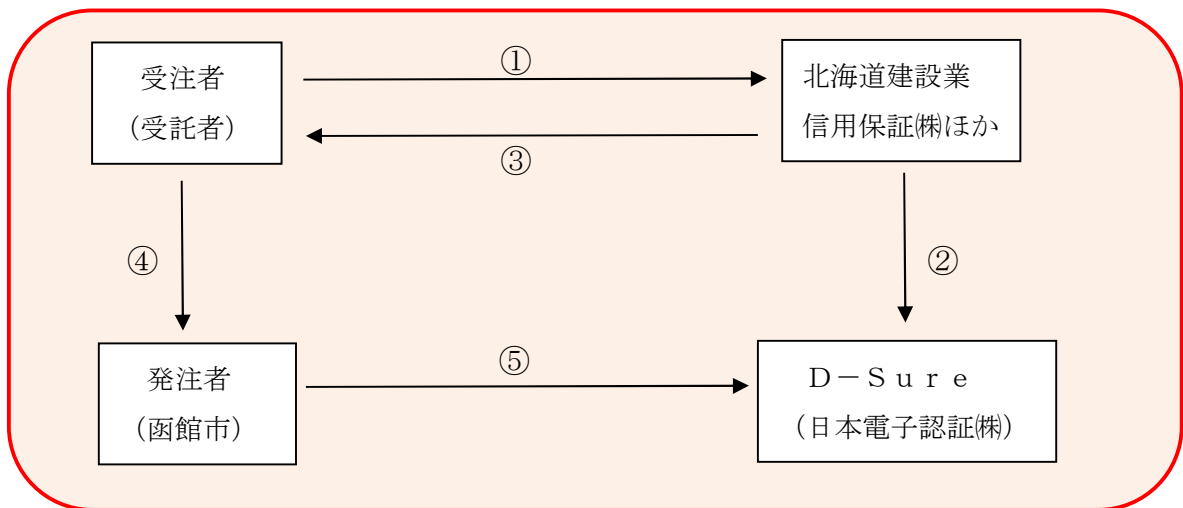 受注者
（受託者）
①
北海道建設業
信用保証㈱ほか
③
④
②
発注者
（函館市）
⑤
Ｄ－Ｓｕｒｅ
（日本電子認証㈱）